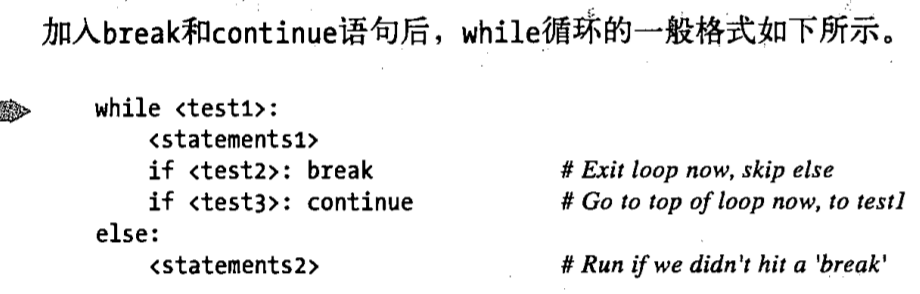 加入break和continue语句后，while循环的一般格式如下所示。
while <test1>:
    <statements1>
    if <test2>: break # Exit loop now, skip else
    if <test3>: continue # Go to top of loop now, to test1
else:
    <statements2> # Run if we didn't hit a 'break'